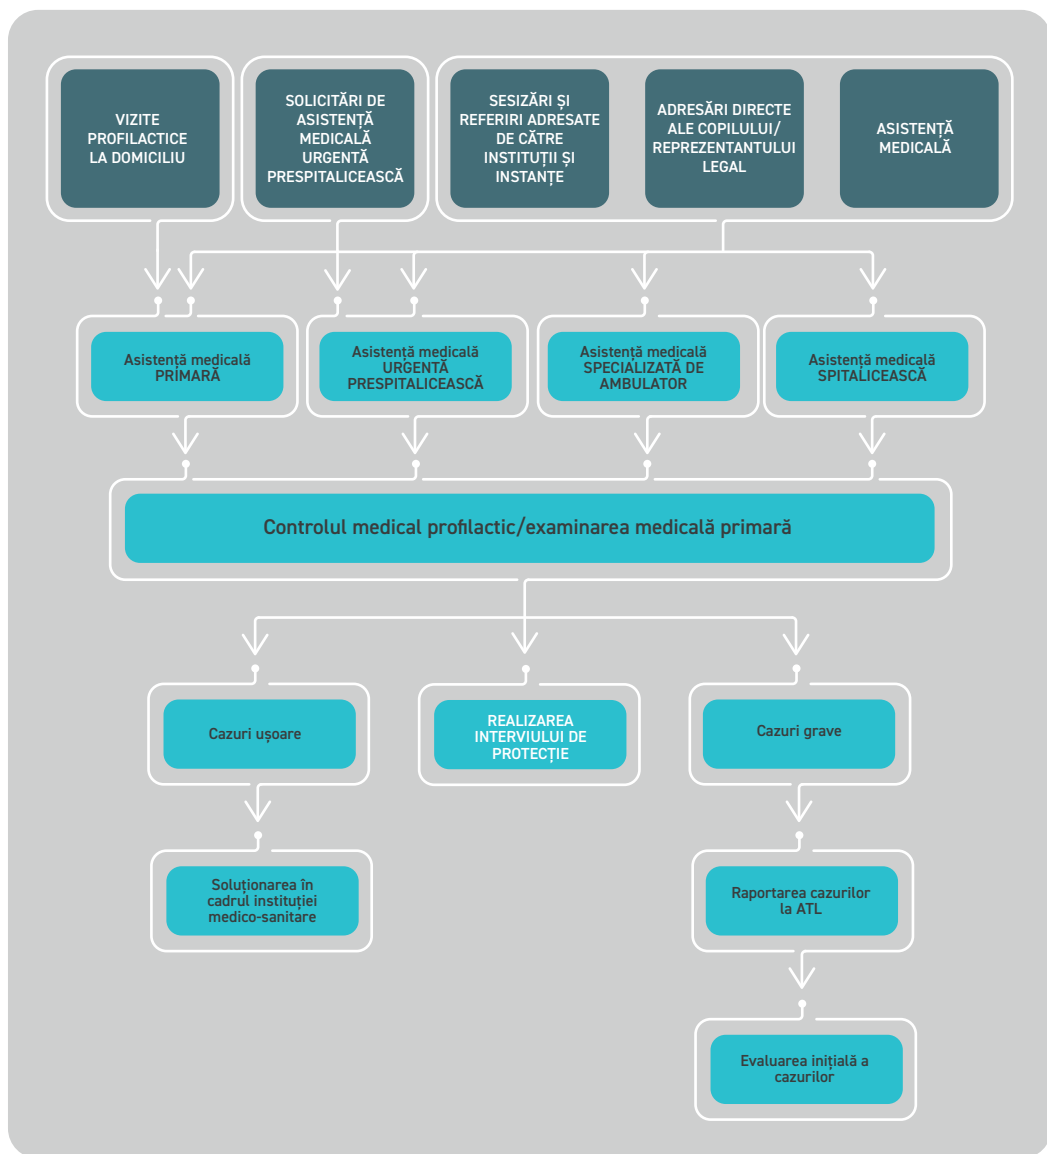 VIZITE
PROFILACTICE
LA DOMICILIU
SOLICITĂRI DE
ASISTENȚĂ
MEDICALĂ
URGENTĂ
PRESPITALICEASCĂ
SESIZĂRI ȘI
REFERIRI ADRESATE
DE CĂTRE
INSTITUȚII ȘI
INSTANȚE
ADRESĂRI DIRECTE
ALE COPILULUI/
REPREZENTANTULUI
LEGAL
ASISTENȚĂ
MEDICALĂ
Asistență medicală
PRIMARĂ
Asistență medicală
URGENTĂ
PRESPITALICEASCĂ
Asistență medicală
SPECIALIZATĂ DE
AMBULATOR
Asistență medicală
SPITALICEASCĂ
Controlul medical profilactic/examinarea medicală primară
Cazuri ușoare
REALIZAREA
INTERVIULUI DE
PROTECȚIE
Cazuri grave
Soluționarea în
cadrul instituției
medico-sanitare
Raportarea cazurilor
la ATL
Evaluarea inițială a
cazurilor